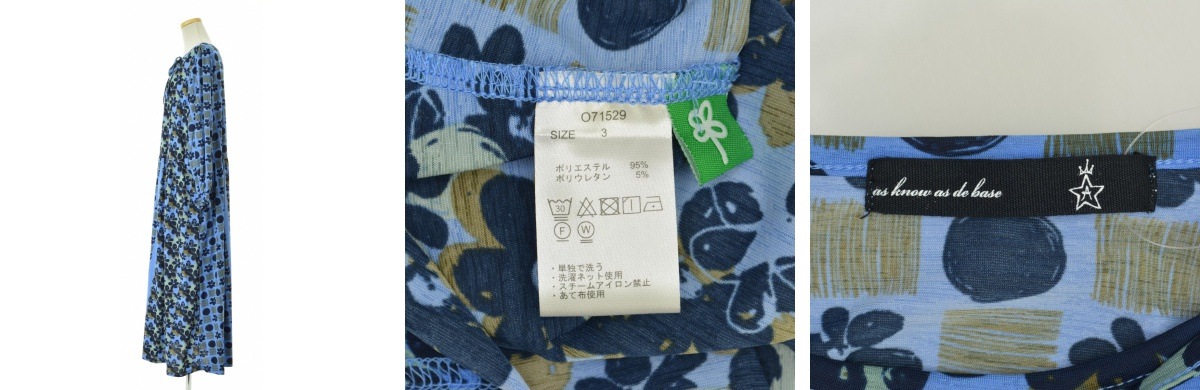 O71529
SIZE 3
ポリエステル 95%
ポリウレタン 5%
30
F W
・単独で洗う
・洗濯ネット使用
・スチームアイロン禁止
・あて布使用
as know as de base
A